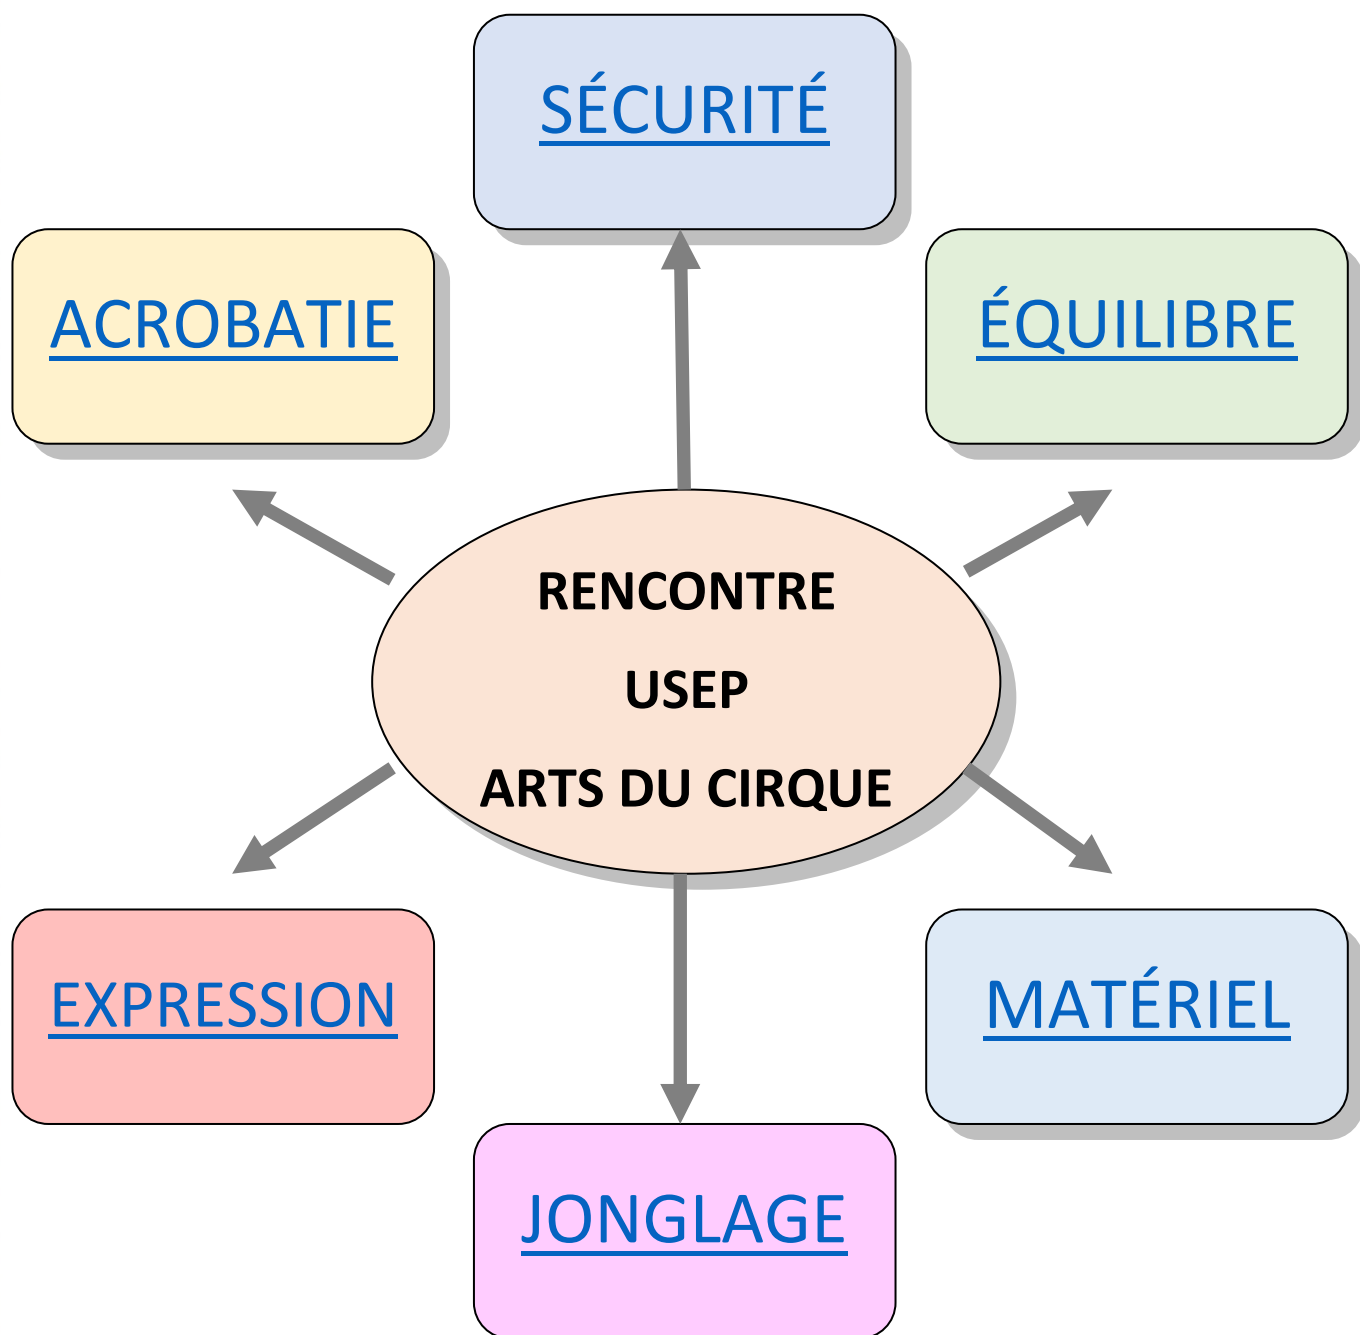 SÉCURITÉ
ACROBATIE
ÉQUILIBRE
RENCONTRE
USEP
ARTS DU CIRQUE
EXPRESSION
MATÉRIEL
JONGLAGE